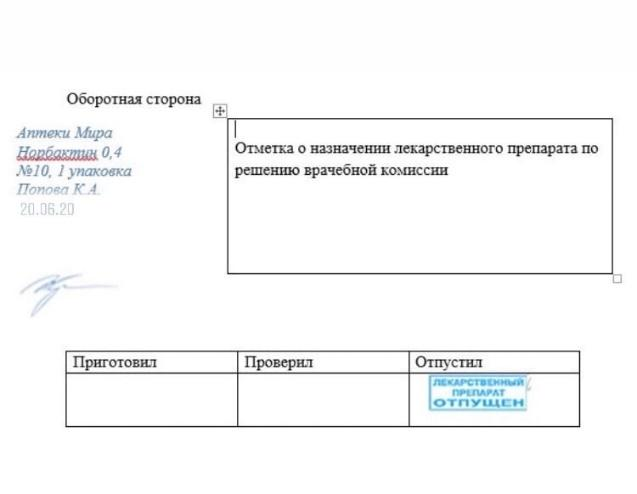 Оборотная сторона
Аптеки Мира
Норбактин 0,4
№10, 1 упаковка
Попова К.А.
20.06.20
Отметка о назначении лекарственного препарата по
решению врачебной комиссии
Приготовил Проверил Отпустил
ЛЕКАРСТВЕННЫЙ
ПРЕПАРАТ
ОТПУЩЕН